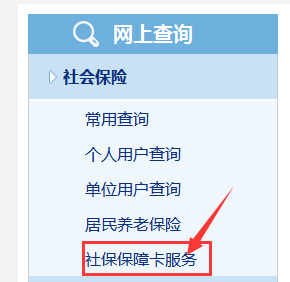 网上查询
社会保险
常用查询
个人用户查询
单位用户查询
居民养老保险
社保保障卡服务